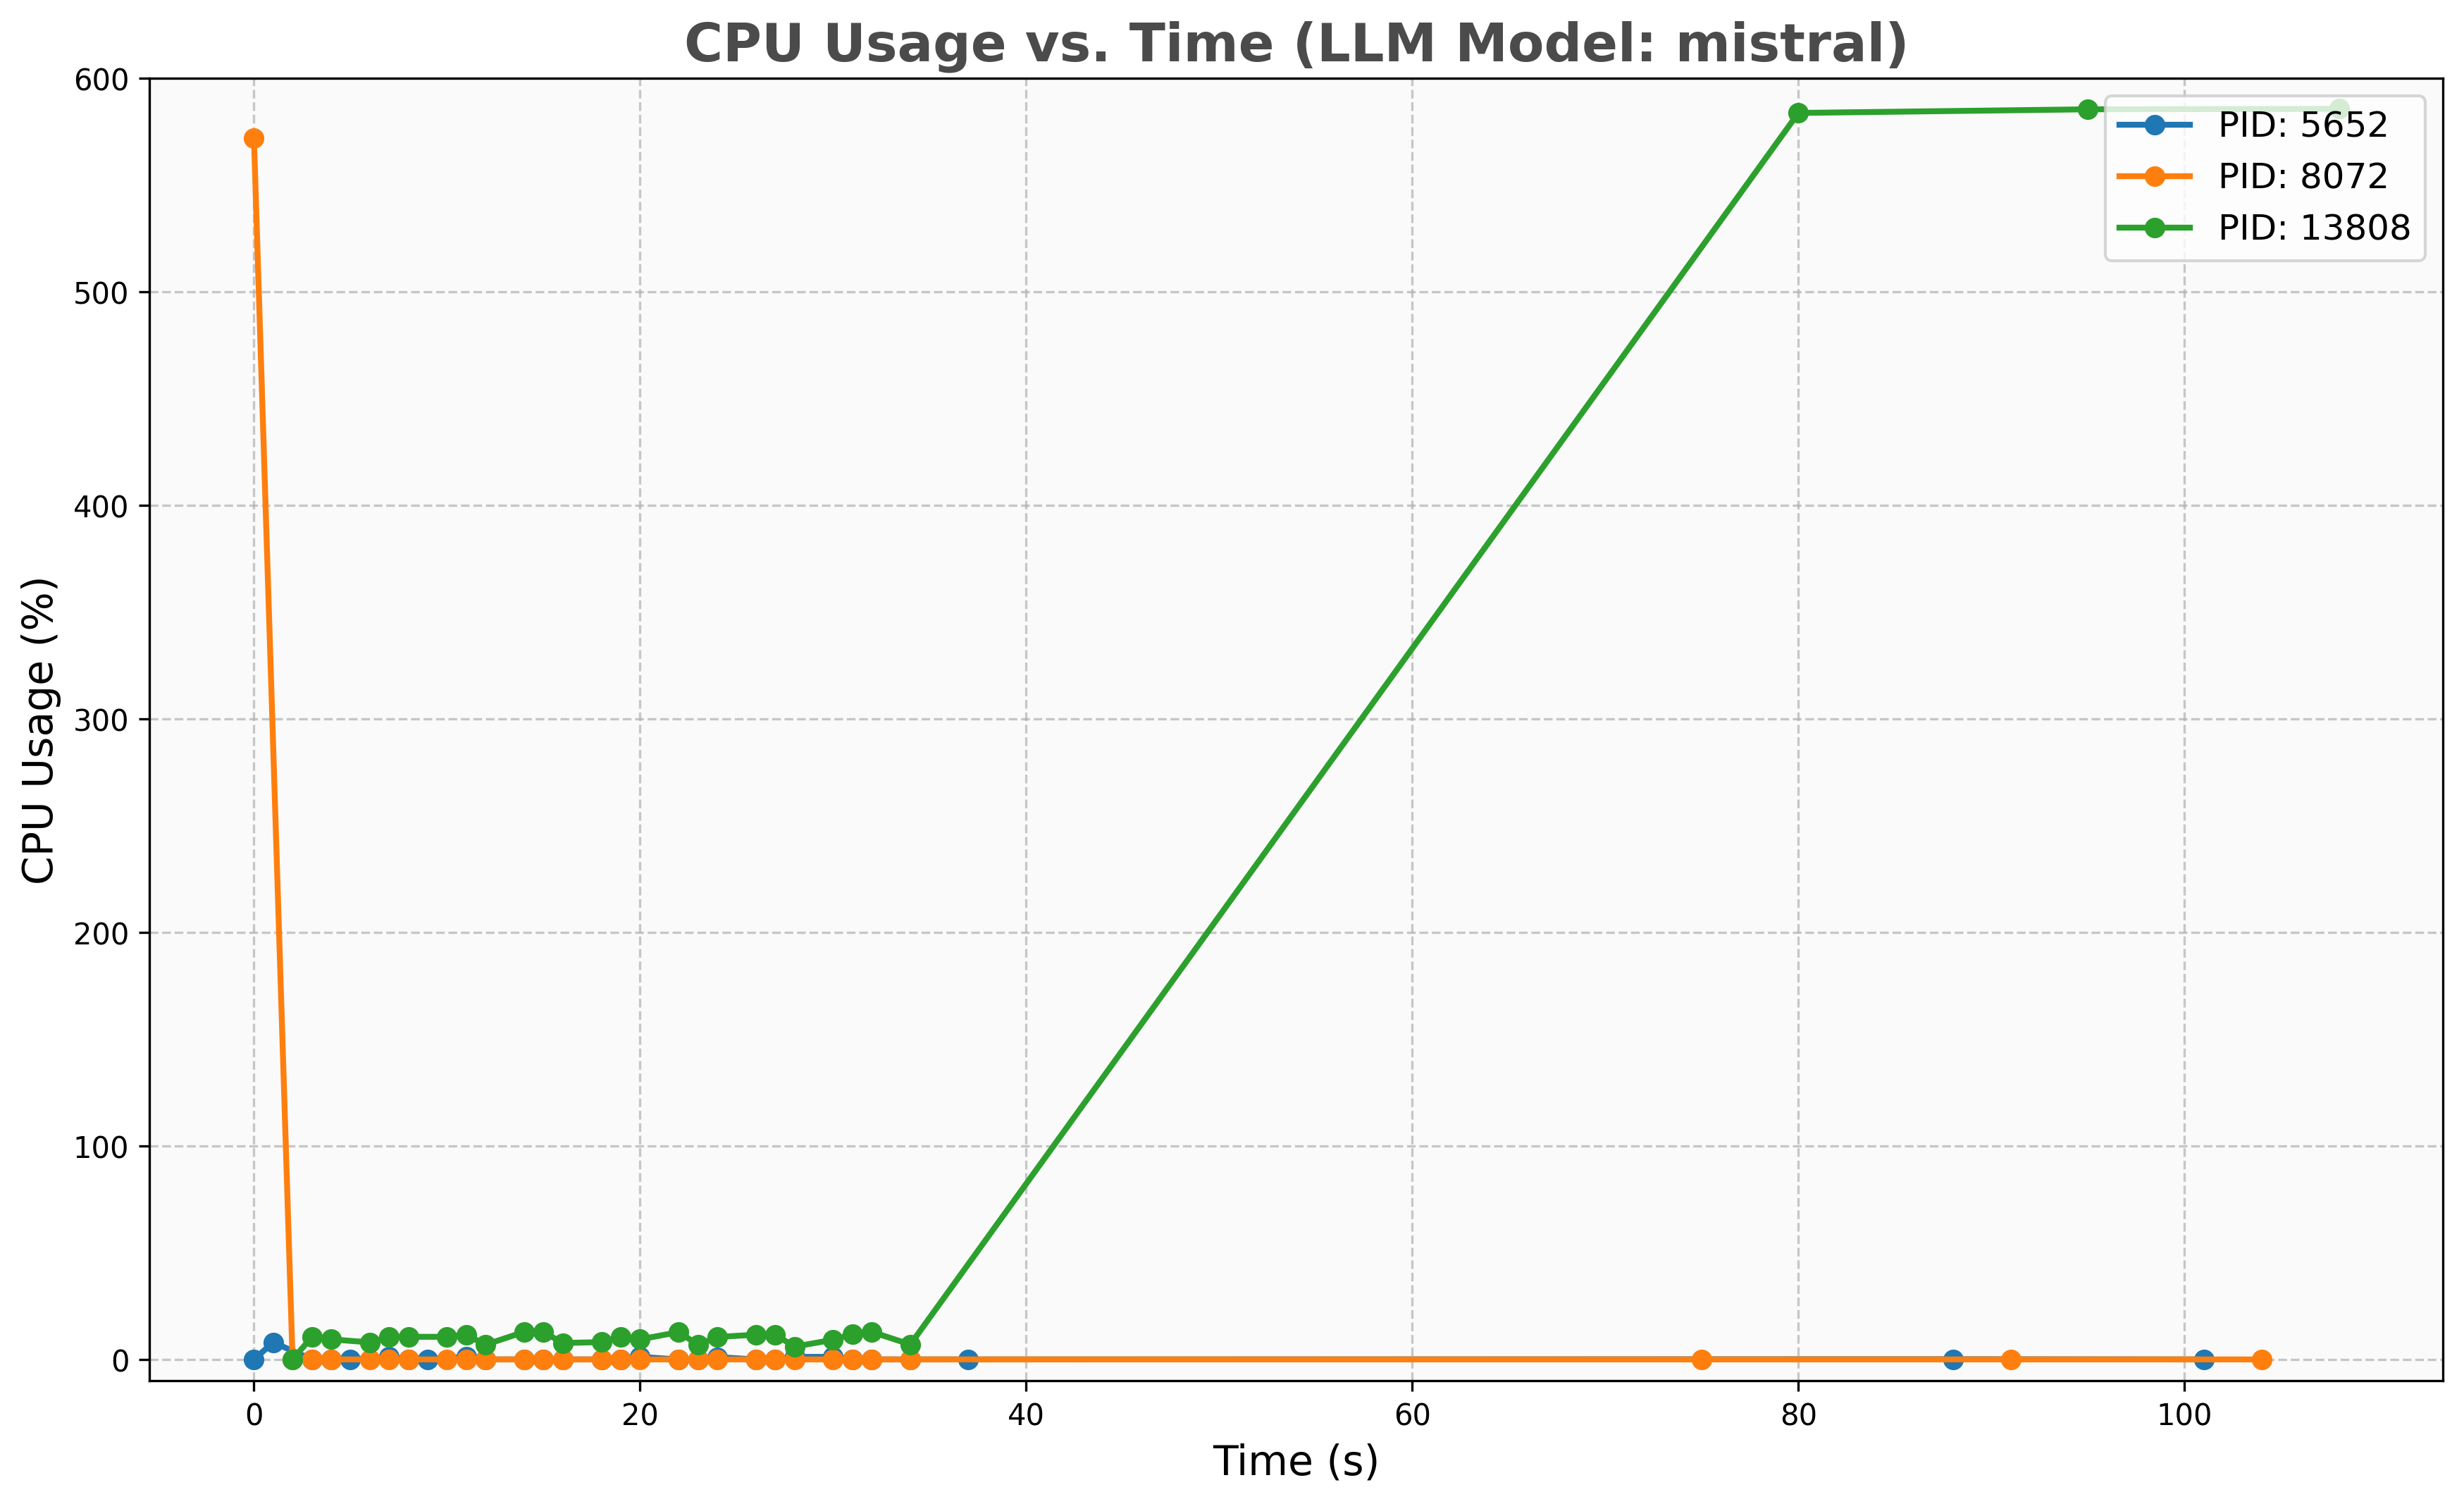 CPU Usage vs. Time (LLM Model: mistral)
600
500
400
300
200
100
0
CPU Usage (%)
PID: 5652
PID: 8072
PID: 13808
0 20 40 60 80 100
Time (s)